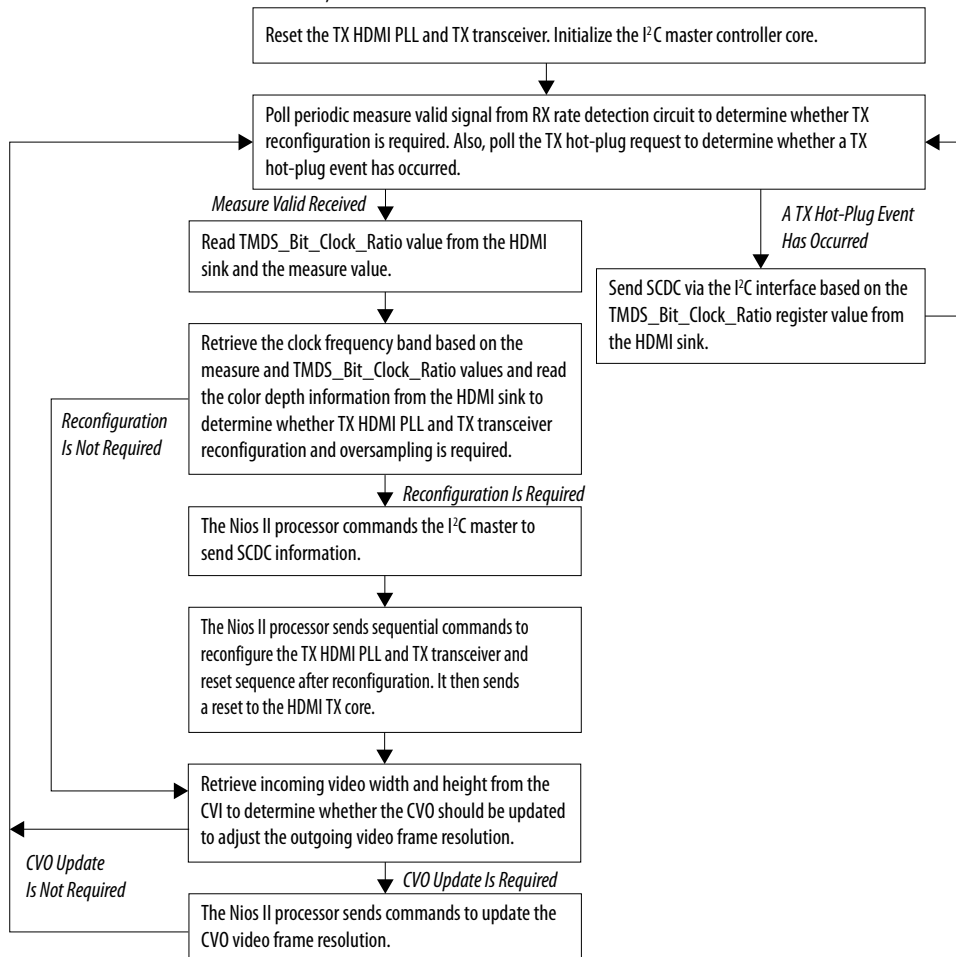 Reset the TX HDMI PLL and TX transceiver. Initialize the I²C master controller core.
Poll periodic measure valid signal from RX rate detection circuit to determine whether TX
reconfiguration is required. Also, poll the TX hot-plug request to determine whether a TX
hot-plug event has occurred.
Measure Valid Received
A TX Hot-Plug Event
Has Occurred
Read TMDS_Bit_Clock_Ratio value from the HDMI
sink and the measure value.
Send SCDC via the I²C interface based on the
TMDS_Bit_Clock_Ratio register value from
the HDMI sink.
Retrieve the clock frequency band based on the
measure and TMDS_Bit_Clock_Ratio values and read
the color depth information from the HDMI sink to
determine whether TX HDMI PLL and TX transceiver
reconfiguration and oversampling is required.
Reconfiguration
Is Not Required
Reconfiguration Is Required
The Nios II processor commands the I²C master to
send SCDC information.
The Nios II processor sends sequential commands to
reconfigure the TX HDMI PLL and TX transceiver and
reset sequence after reconfiguration. It then sends
a reset to the HDMI TX core.
Retrieve incoming video width and height from the
CVI to determine whether the CVO should be updated
to adjust the outgoing video frame resolution.
CVO Update
Is Not Required
CVO Update Is Required
The Nios II processor sends commands to update the
CVO video frame resolution.